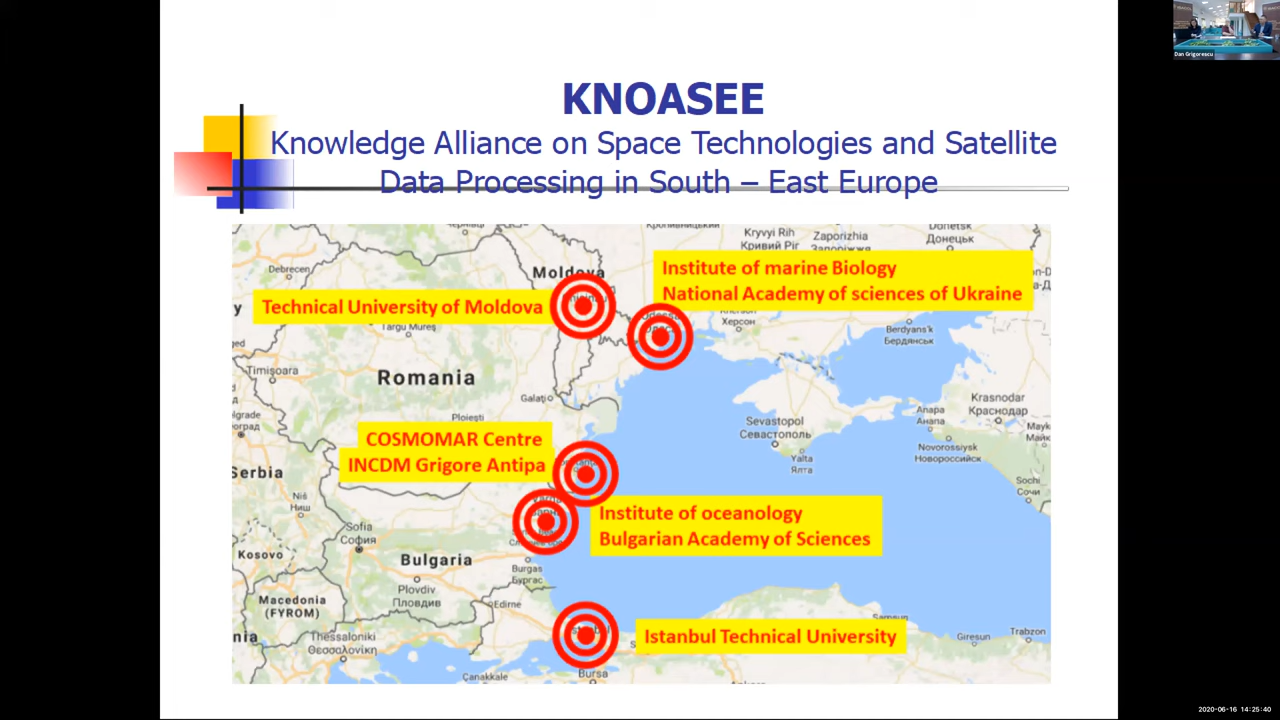 Dan Grigorescu
KNOASEE
Knowledge Alliance on Space Technologies and Satellite
Data Processing in South – East Europe
Kryvyi Rih
Кривий Ріг
Zaporizhia
Запоріжжя
Донецьк
Debrecen
Moldova
Institute of marine Biology
National Academy of sciences of Ukraine
Technical University of Moldova
Херсон
Berdyans'k
Бердянськ
Targu Mureș
Timișoara
Romania
Galați
Krasnodar
Краснодар
Ploiești
Anapa
Анапа
Sevastopol
Севастополь
COSMOMAR Centre
INCDM Grigore Antipa
Novorossiysk
Новороссийск
Yalta
Ялта
Serbia
Sochi
Сочи
Niš
Ниш
Institute of oceanology
Bulgarian Academy of Sciences
Sofia
София
Kosovo
Bulgaria
Burgas
Бургас
Plovdiv
Пловдив
Macedonia
(FYROM)
Edirne
Thessaloniki
Θεσσαλονίκη
Istanbul Technical University
Giresun
Trabzon
Çanakkale
Bursa
2020-06-16 14:25:40